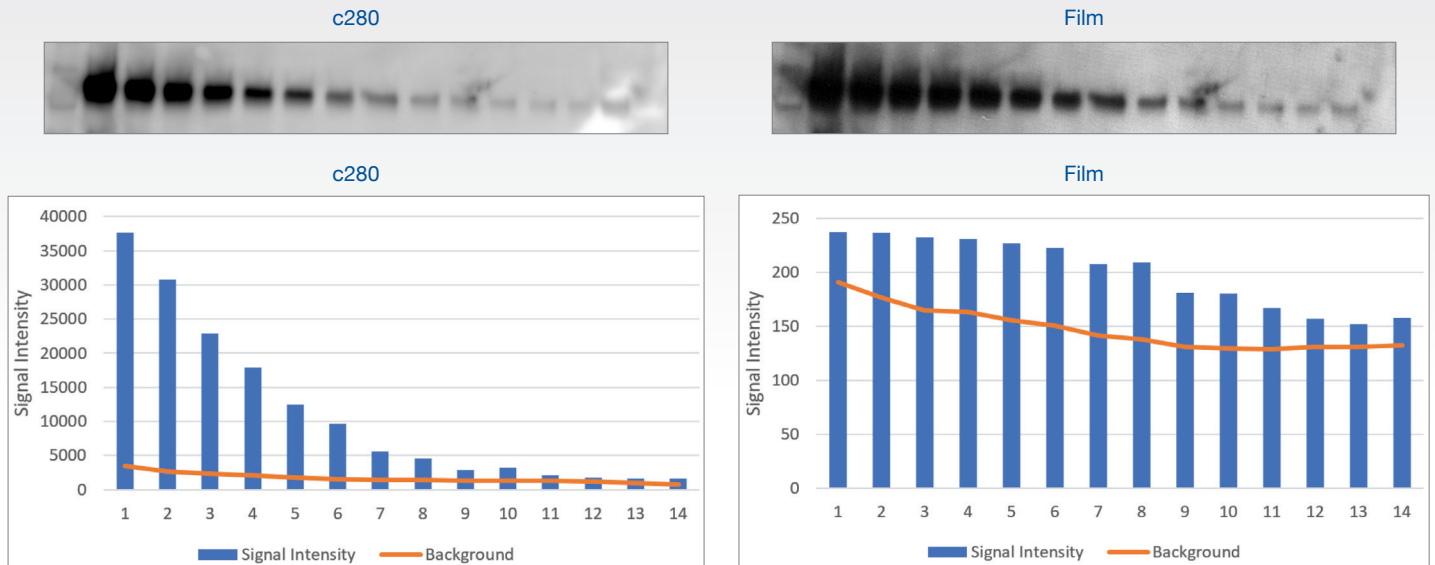 c280
Film
c280
Film
40000
35000
30000
25000
20000
15000
10000
5000
0
Signal Intensity
1 2 3 4 5 6 7 8 9 10 11 12 13 14
Signal Intensity Background
250
200
150
100
50
0
Signal Intensity
1 2 3 4 5 6 7 8 9 10 11 12 13 14
Signal Intensity Background